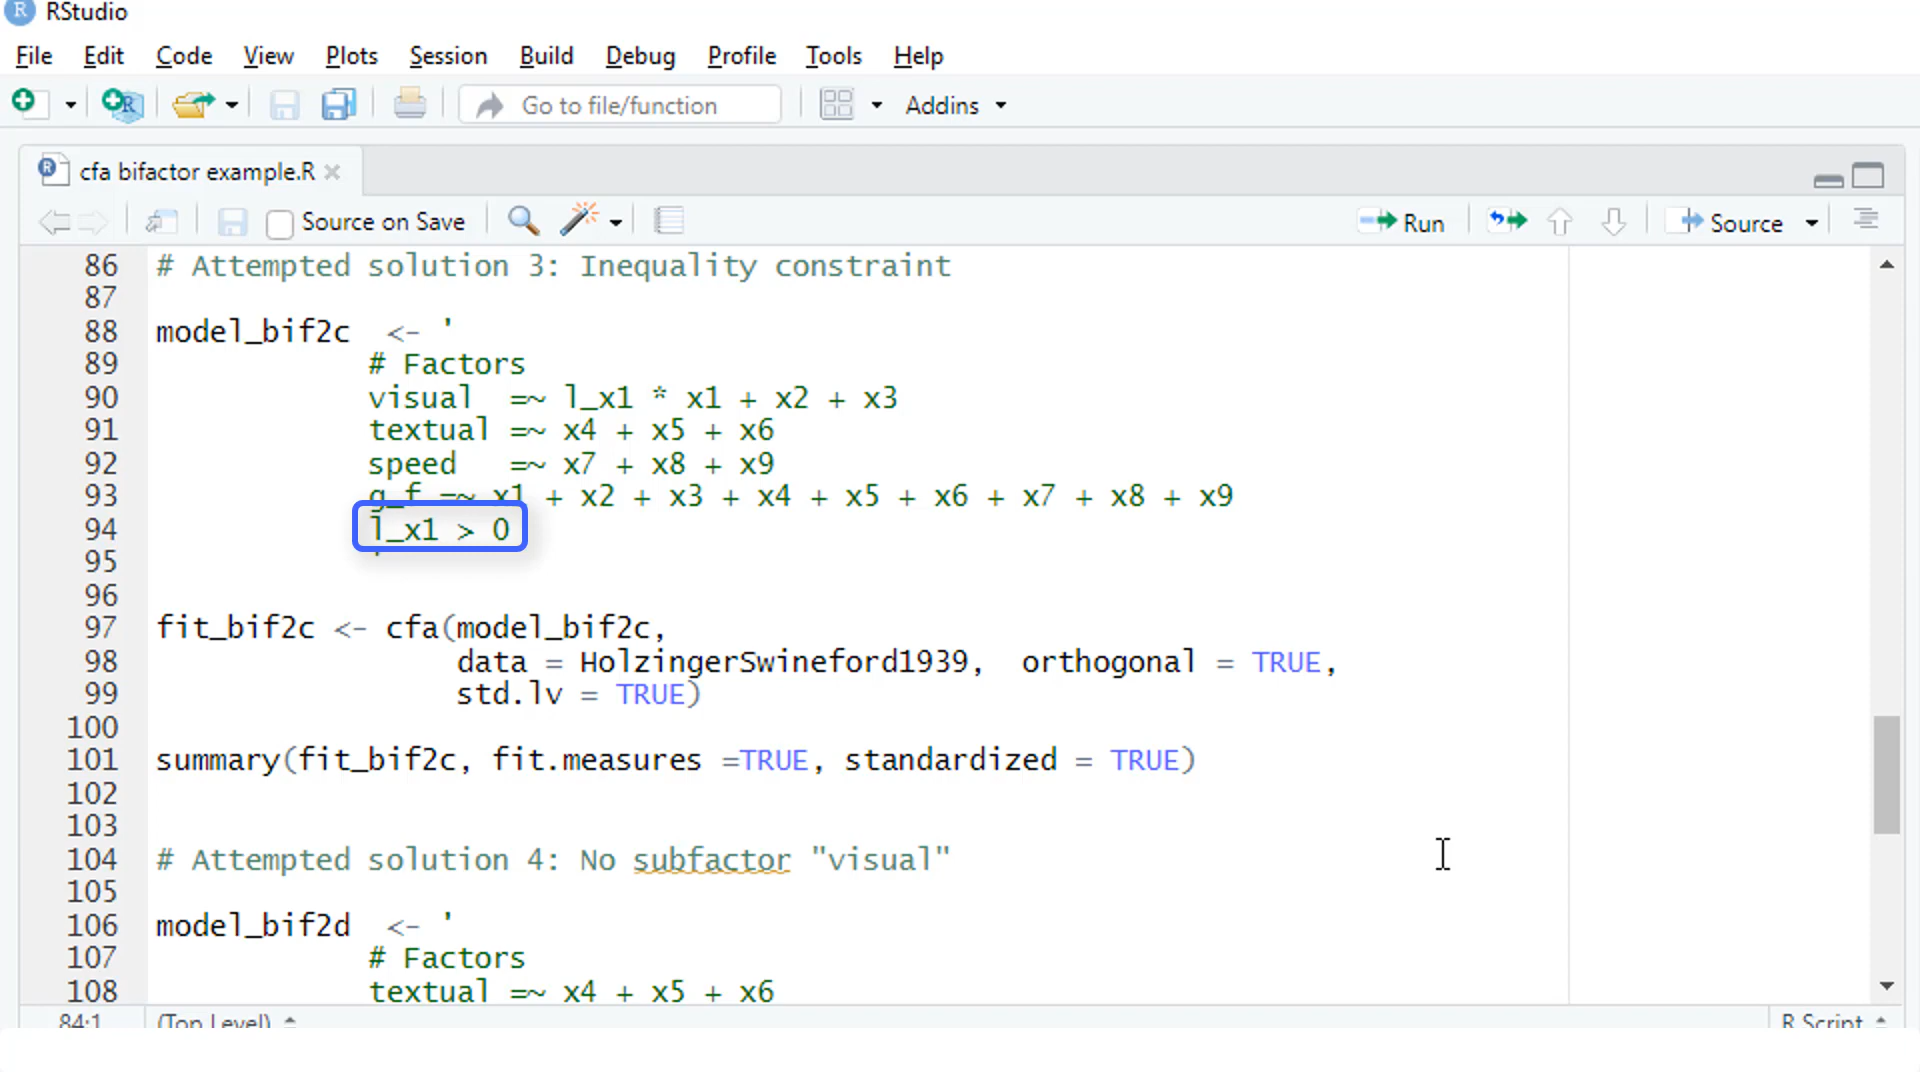 RStudio
File Edit Code View Plots Session Build Debug Profile Tools Help
Go to file/function Addins
cfa bifactor example.R
Source on Save Run Source
86 # Attempted solution 3: Inequality constraint
87
88 model_bif2c <- '
89 # Factors
90 visual =~ l_x1 * x1 + x2 + x3
91 textual =~ x4 + x5 + x6
92 speed =~ x7 + x8 + x9
93 g_f =~ x1 + x2 + x3 + x4 + x5 + x6 + x7 + x8 + x9
94 l_x1 > 0
95 '
96
97 fit_bif2c <- cfa(model_bif2c,
98 data = HolzingerSwineford1939, orthogonal = TRUE,
99 std.lv = TRUE)
100
101 summary(fit_bif2c, fit.measures =TRUE, standardized = TRUE)
102
103
104 # Attempted solution 4: No subfactor "visual"
105
106 model_bif2d <- '
107 # Factors
108 textual =~ x4 + x5 + x6
84:1 (Top Level) R Script